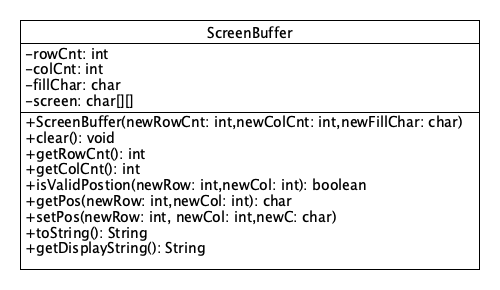 ScreenBuffer
-rowCnt: int
-colCnt: int
-fillChar: char
-screen: char[][]
+ScreenBuffer(newRowCnt: int,newColCnt: int,newFillChar: char)
+clear(): void
+getRowCnt(): int
+getColCnt(): int
+isValidPostion(newRow: int,newCol: int): boolean
+getPos(newRow: int,newCol: int): char
+setPos(newRow: int, newCol: int,newC: char)
+toString(): String
+getDisplayString(): String